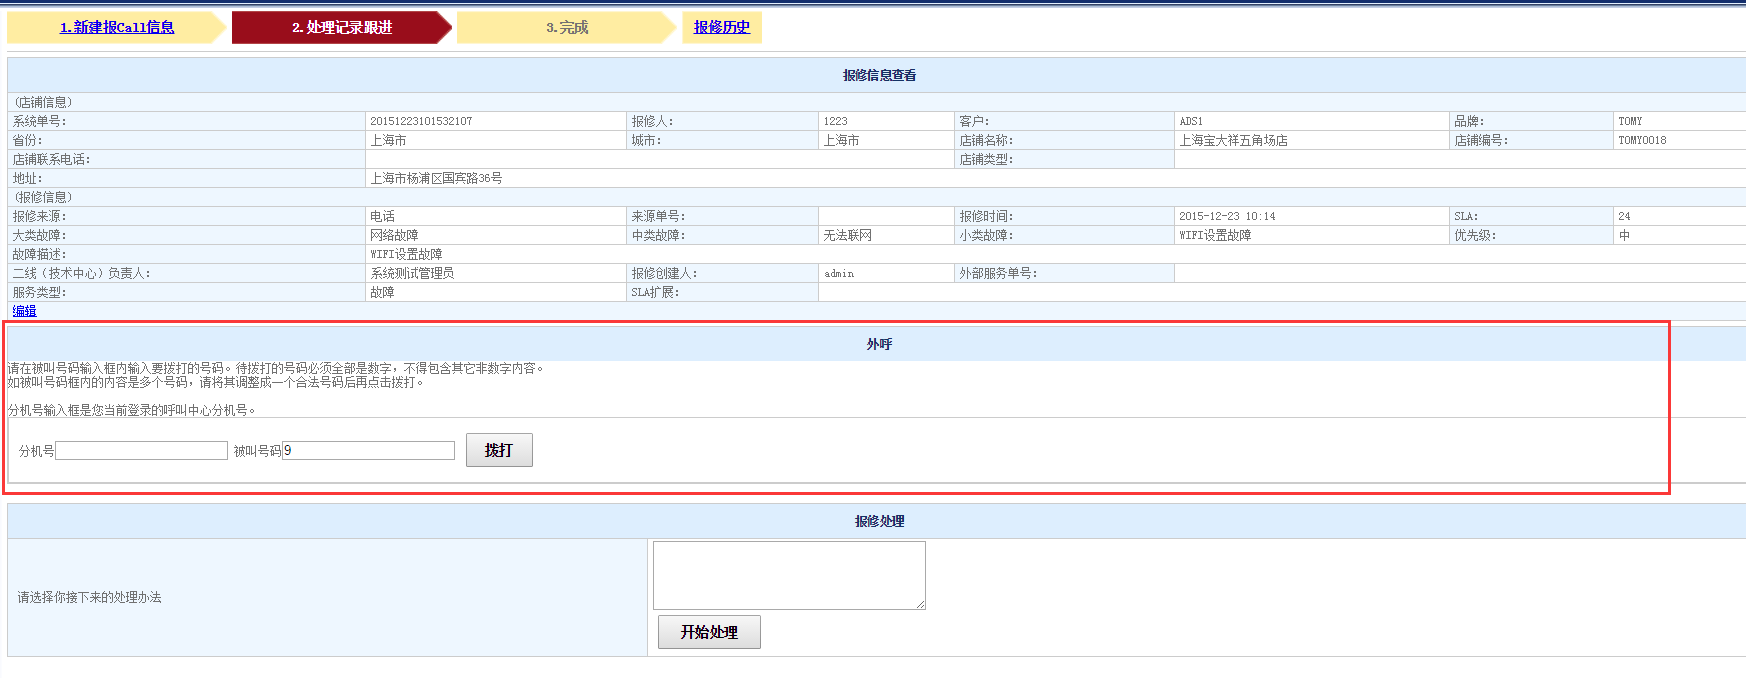 1.新建报Call信息 2.处理记录跟进 3.完成 报修历史
报修信息查看
(店铺信息)
系统单号: 20151223101532107 报修人: 1223 客户: ADS1 品牌: TOMY
省份: 上海市 城市: 上海市 店铺名称: 上海宝大祥五角场店 店铺编号: TOMY0018
店铺联系电话: 店铺类型:
地址: 上海市杨浦区国宾路36号
(报修信息)
报修来源: 电话 来源单号: 报修时间: 2015-12-23 10:14 SLA: 24
大类故障: 网络故障 中类故障: 无法联网 小类故障: WIFI设置故障 优先级: 中
故障描述: WIFI设置故障
二线（技术中心）负责人: 系统测试管理员 报修创建人: admin 外部服务单号:
服务类型: 故障 SLA扩展:
编辑
外呼
请在被叫号码输入框内输入要拨打的号码。待拨打的号码必须全部是数字，不得包含其它非数字内容。
如被叫号码框内的内容是多个号码，请将其调整成一个合法号码后再点击拨打。
分机号输入框是您当前登录的呼叫中心分机号。
分机号 被叫号码 9 拨打
报修处理
请选择你接下来的处理办法
开始处理